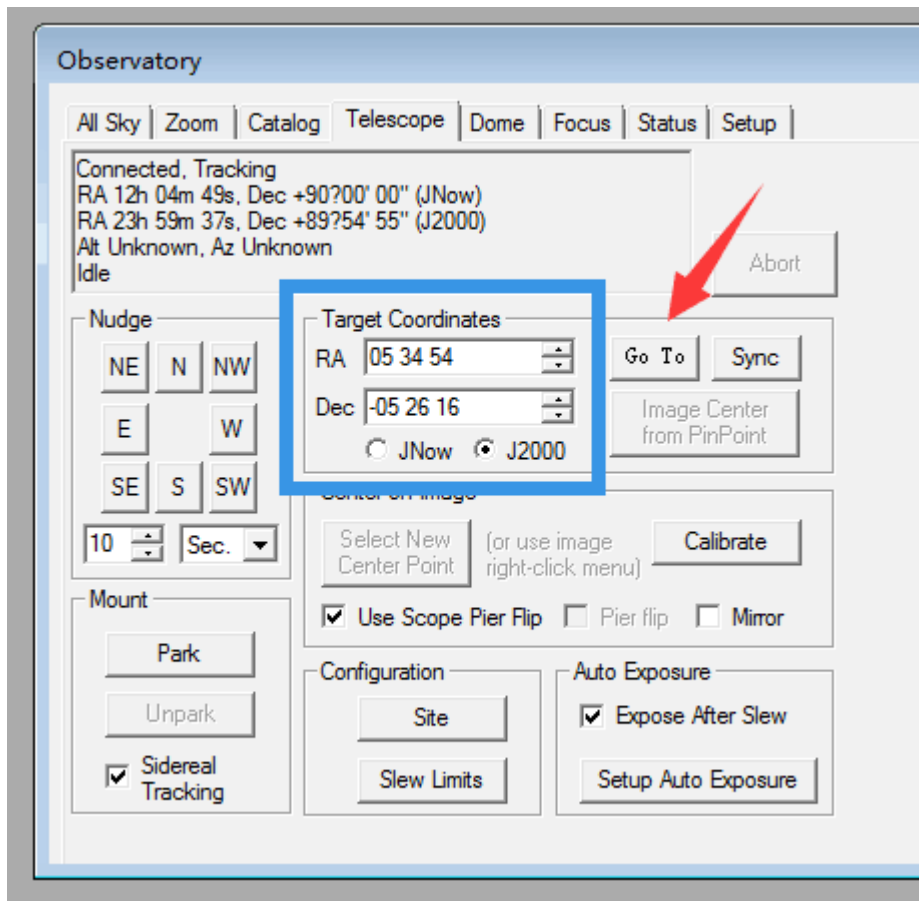 Observatory
All Sky Zoom Catalog Telescope Dome Focus Status Setup
Connected, Tracking
RA 12h 04m 49s, Dec +90?00' 00" (JNow)
RA 23h 59m 37s, Dec +89?54' 55" (J2000)
Alt Unknown, Az Unknown
Idle
Abort
Nudge
NE N NW
E W
SE S SW
10 Sec.
Target Coordinates
RA 05 34 54
Dec -05 26 16
JNow J2000
Go To Sync
Image Center
from PinPoint
Center on Image
Select New
Center Point
(or use image
right-click menu)
Calibrate
Use Scope Pier Flip Pier flip Mirror
Mount
Park
Unpark
Sidereal
Tracking
Configuration
Site
Slew Limits
Auto Exposure
Expose After Slew
Setup Auto Exposure